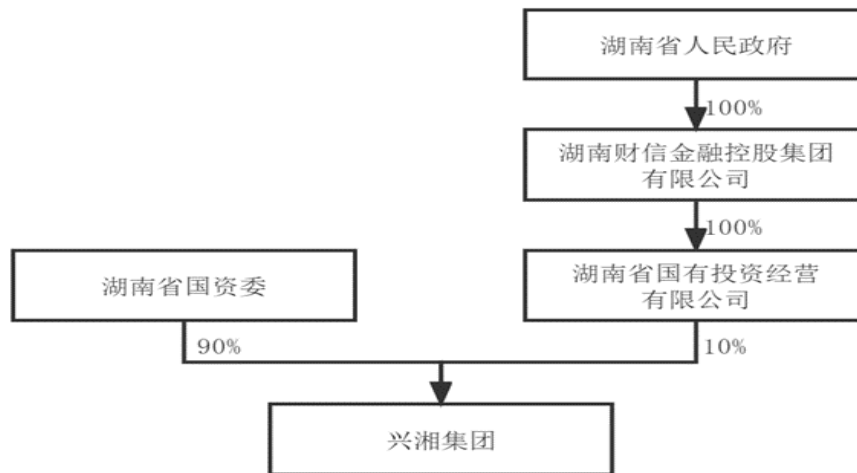 湖南省人民政府
100%
湖南财信金融控股集团
有限公司
100%
湖南省国资委
湖南省国有投资经营
有限公司
90%
10%
兴湘集团